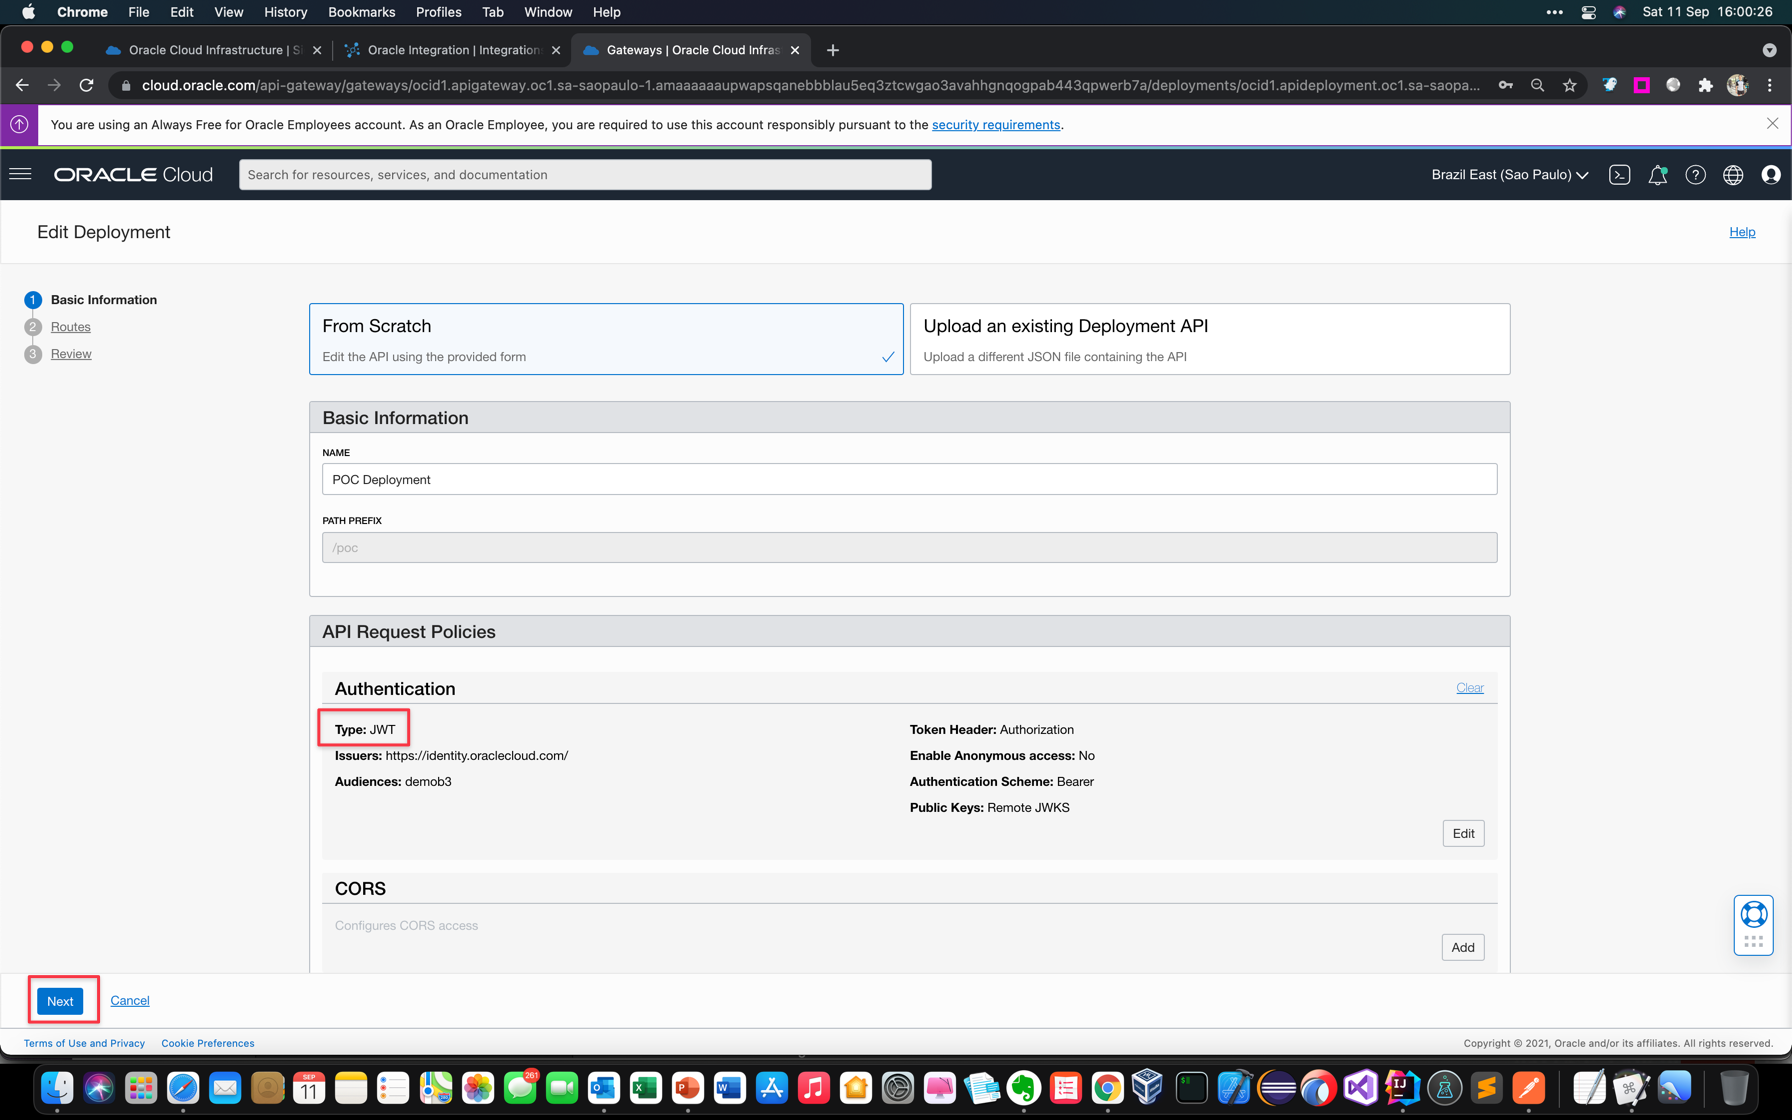 Chrome File Edit View History Bookmarks Profiles Tab Window Help
Sat 11 Sep 16:00:26
Oracle Cloud Infrastructure | Si
Oracle Integration | Integration
Gateways | Oracle Cloud Infras
cloud.oracle.com/api-gateway/gateways/ocid1.apigateway.oc1.sa-saopaulo-1.amaaaaaaupwapsqanebbblau5eq3ztcwgao3avahhgnqogpab443qpwerb7a/deployments/ocid1.apideployment.oc1.sa-saopa...
You are using an Always Free for Oracle Employees account. As an Oracle Employee, you are required to use this account responsibly pursuant to the security requirements.
ORACLE Cloud
Search for resources, services, and documentation
Brazil East (Sao Paulo)
Edit Deployment
Help
1 Basic Information
2 Routes
3 Review
From Scratch
Edit the API using the provided form
Upload an existing Deployment API
Upload a different JSON file containing the API
Basic Information
NAME
POC Deployment
PATH PREFIX
/poc
API Request Policies
Authentication
Clear
Type: JWT
Issuers: https://identity.oraclecloud.com/
Audiences: demob3
Token Header: Authorization
Enable Anonymous access: No
Authentication Scheme: Bearer
Public Keys: Remote JWKS
Edit
CORS
Configures CORS access
Add
Next
Cancel
Terms of Use and Privacy
Cookie Preferences
Copyright © 2021, Oracle and/or its affiliates. All rights reserved.
SEP
11
261